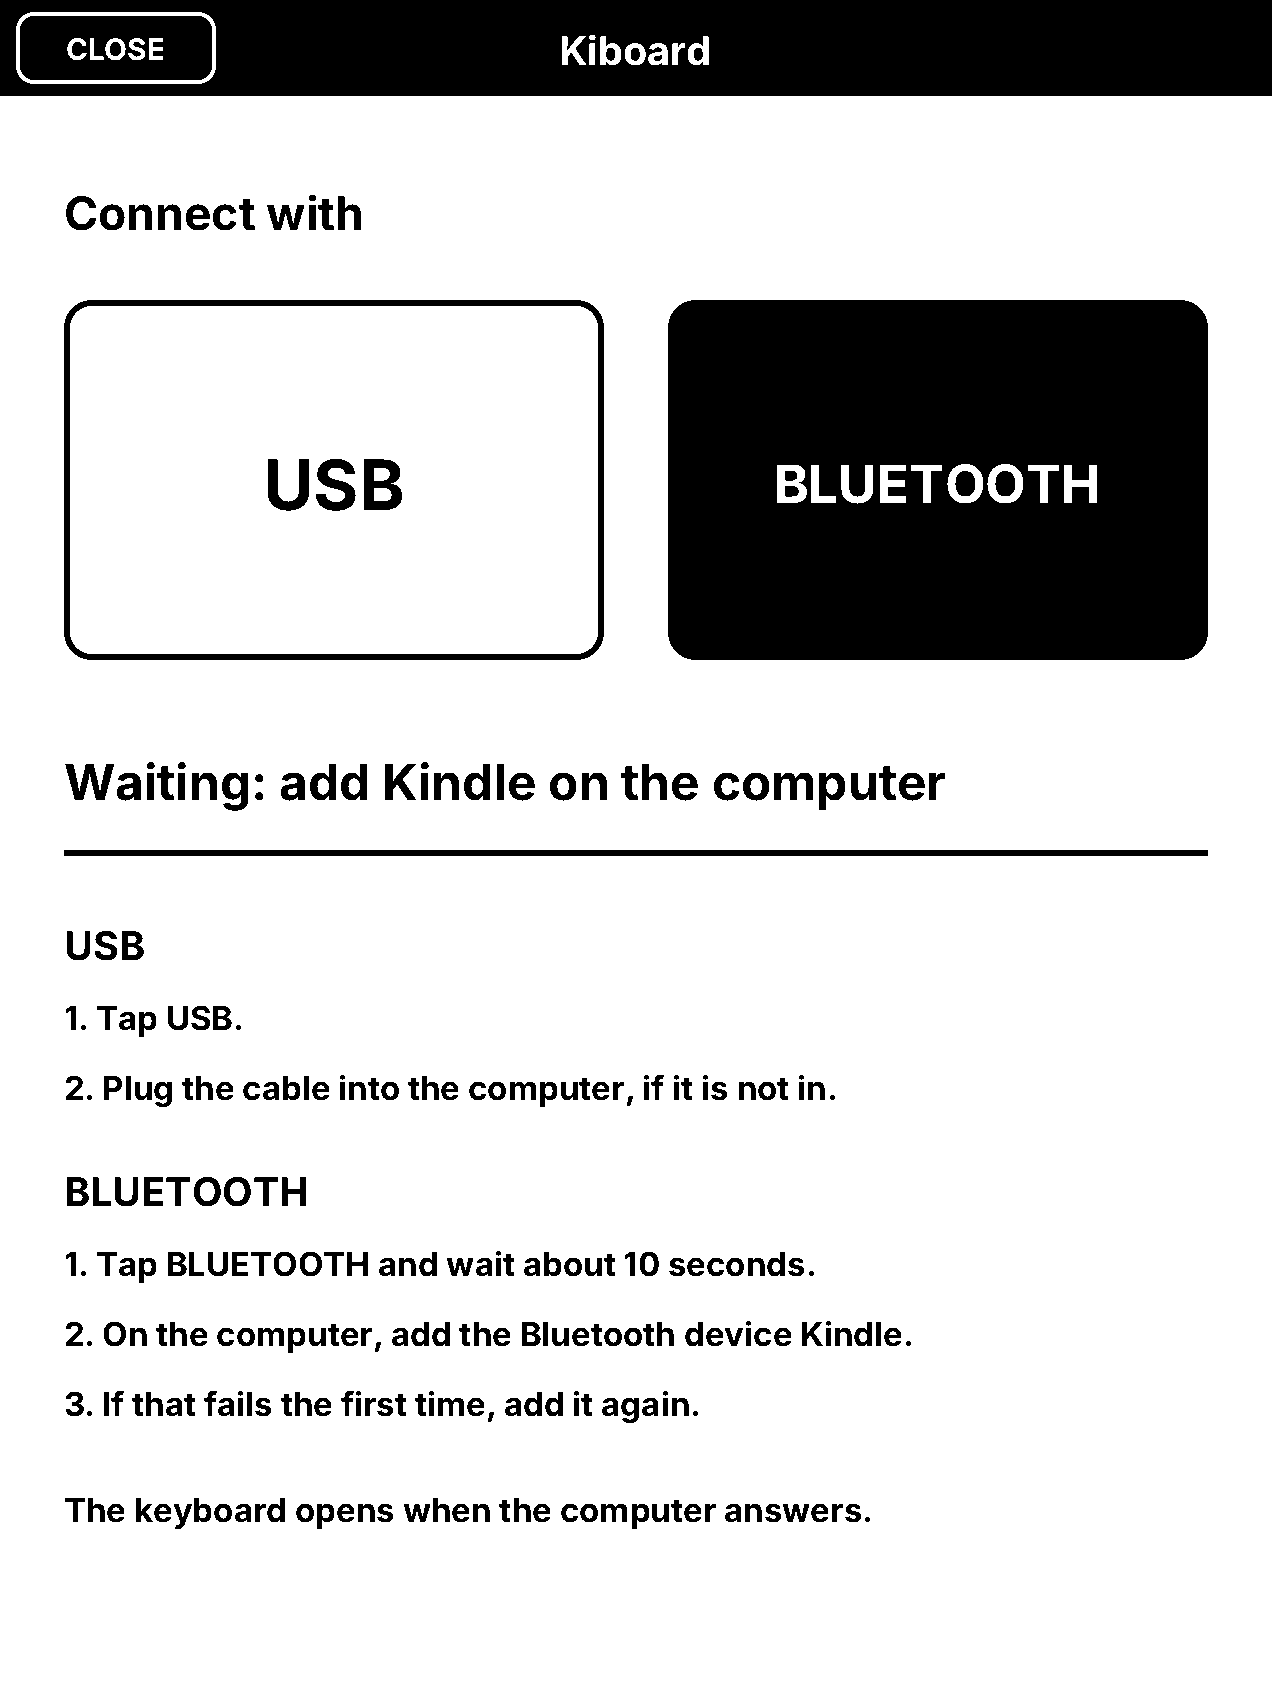 CLOSE
Kiboard
Connect with
USB
BLUETOOTH
Waiting: add Kindle on the computer
USB
1. Tap USB.
2. Plug the cable into the computer, if it is not in.
BLUETOOTH
1. Tap BLUETOOTH and wait about 10 seconds.
2. On the computer, add the Bluetooth device Kindle.
3. If that fails the first time, add it again.
The keyboard opens when the computer answers.